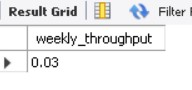 Result Grid Filter
weekly_throughput
0.03